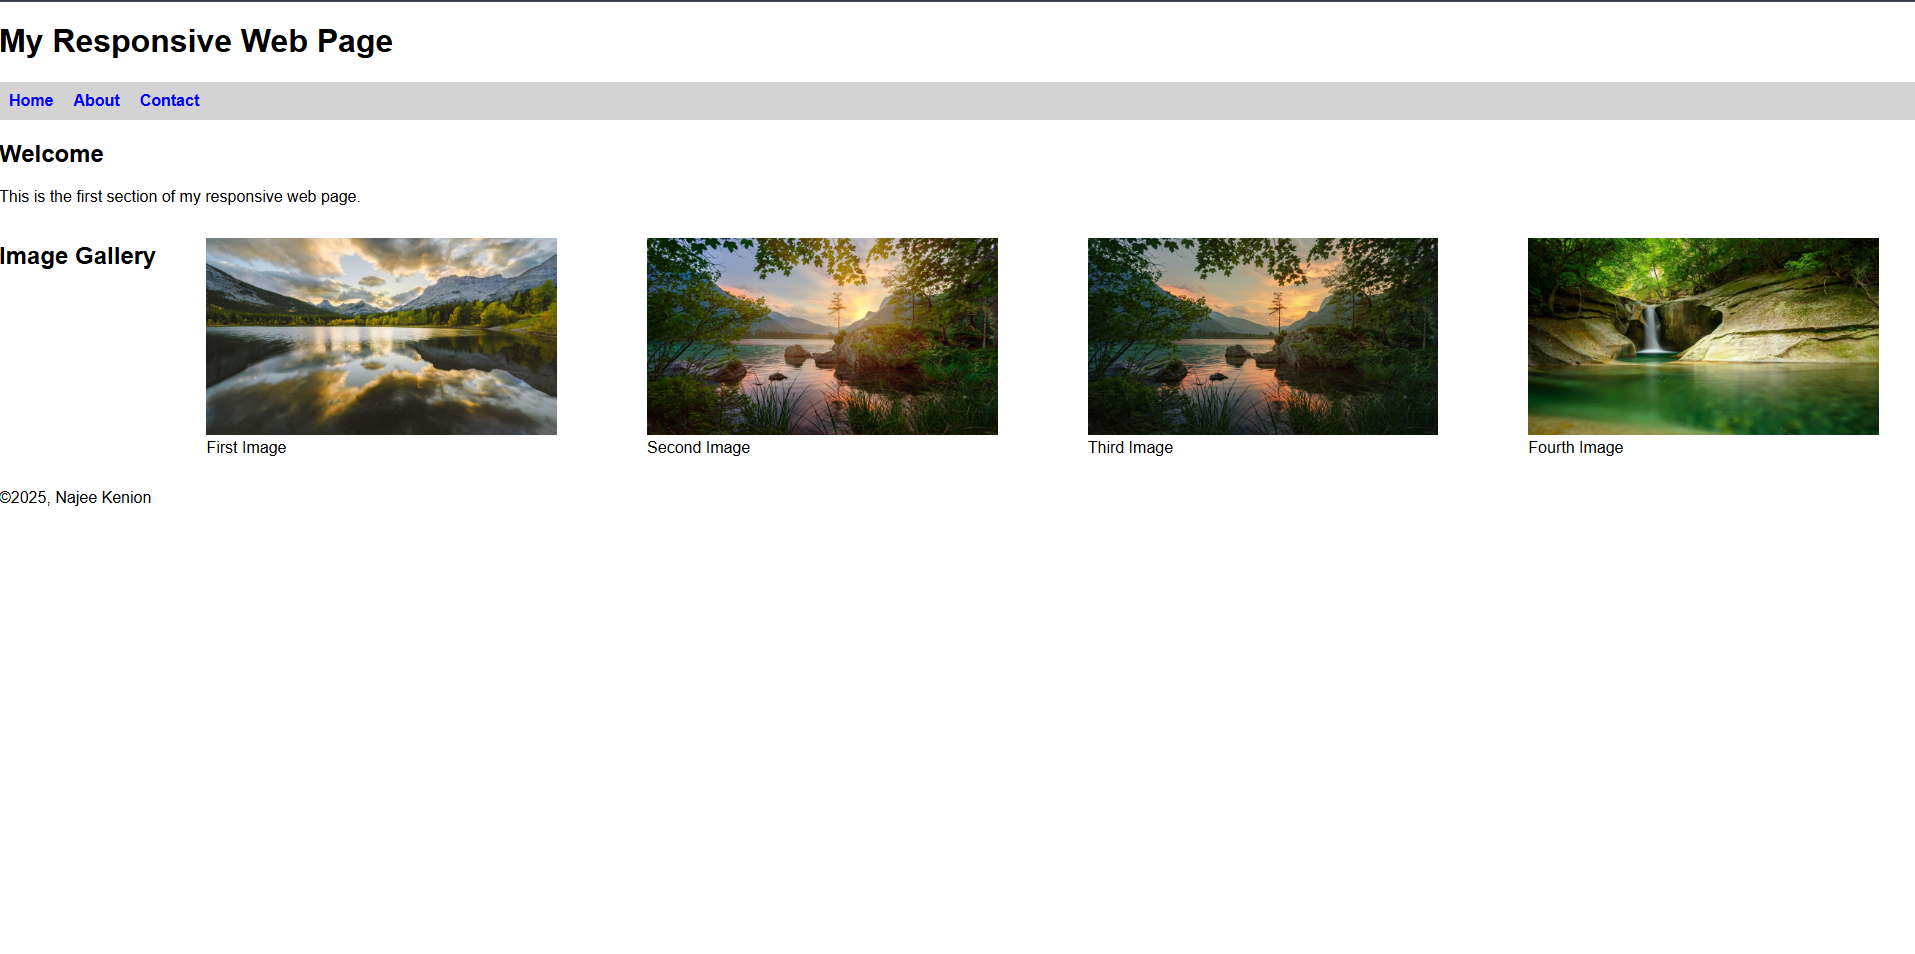 My Responsive Web Page
Home About Contact
Welcome
This is the first section of my responsive web page.
Image Gallery
First Image
Second Image
Third Image
Fourth Image
©2025, Najee Kenion